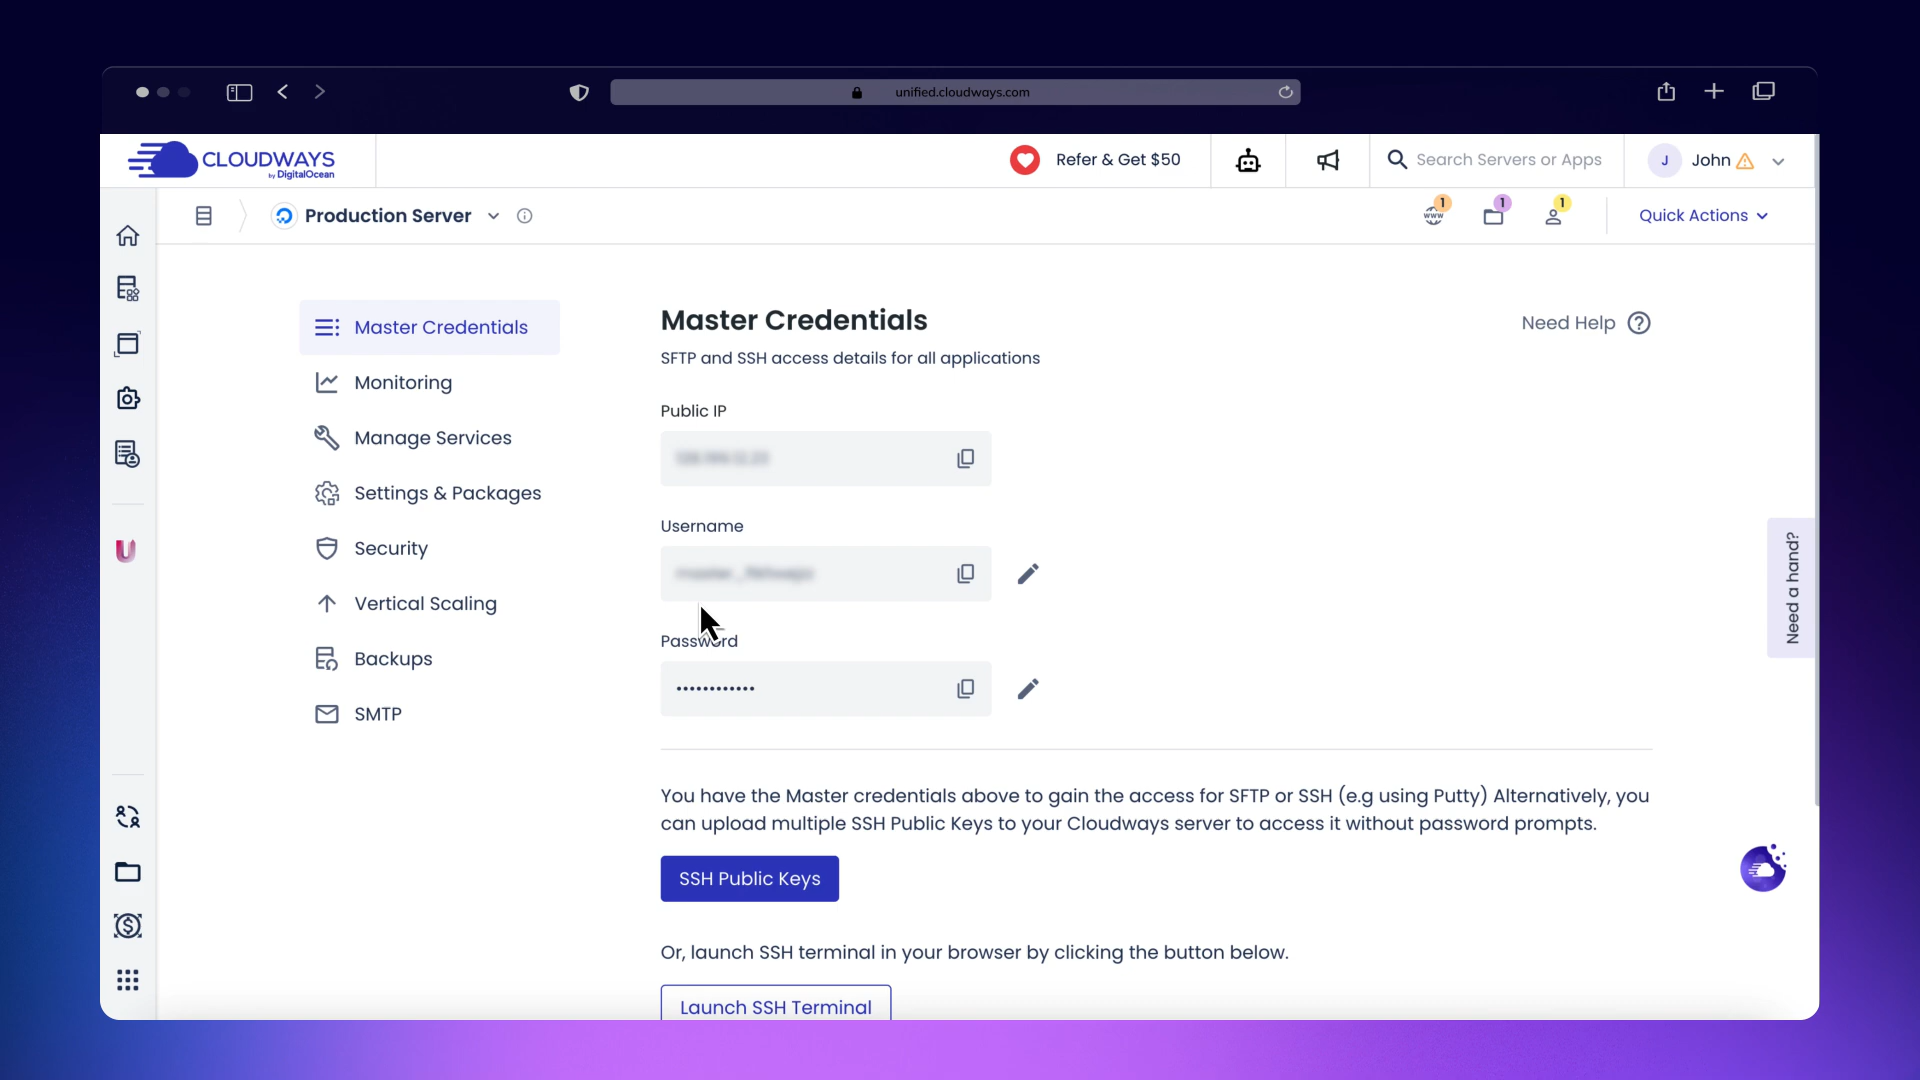 unified.cloudways.com
CLOUDWAYS
by DigitalOcean
Refer & Get $50
Search Servers or Apps
J
John
Production Server
www
1
1
1
Quick Actions
Master Credentials
Monitoring
Manage Services
Settings & Packages
Security
Vertical Scaling
Backups
SMTP
Master Credentials
Need Help
SFTP and SSH access details for all applications
Public IP
Username
Password
••••••••••••
You have the Master credentials above to gain the access for SFTP or SSH (e.g using Putty) Alternatively, you
can upload multiple SSH Public Keys to your Cloudways server to access it without password prompts.
SSH Public Keys
Or, launch SSH terminal in your browser by clicking the button below.
Launch SSH Terminal
Need a hand?
U